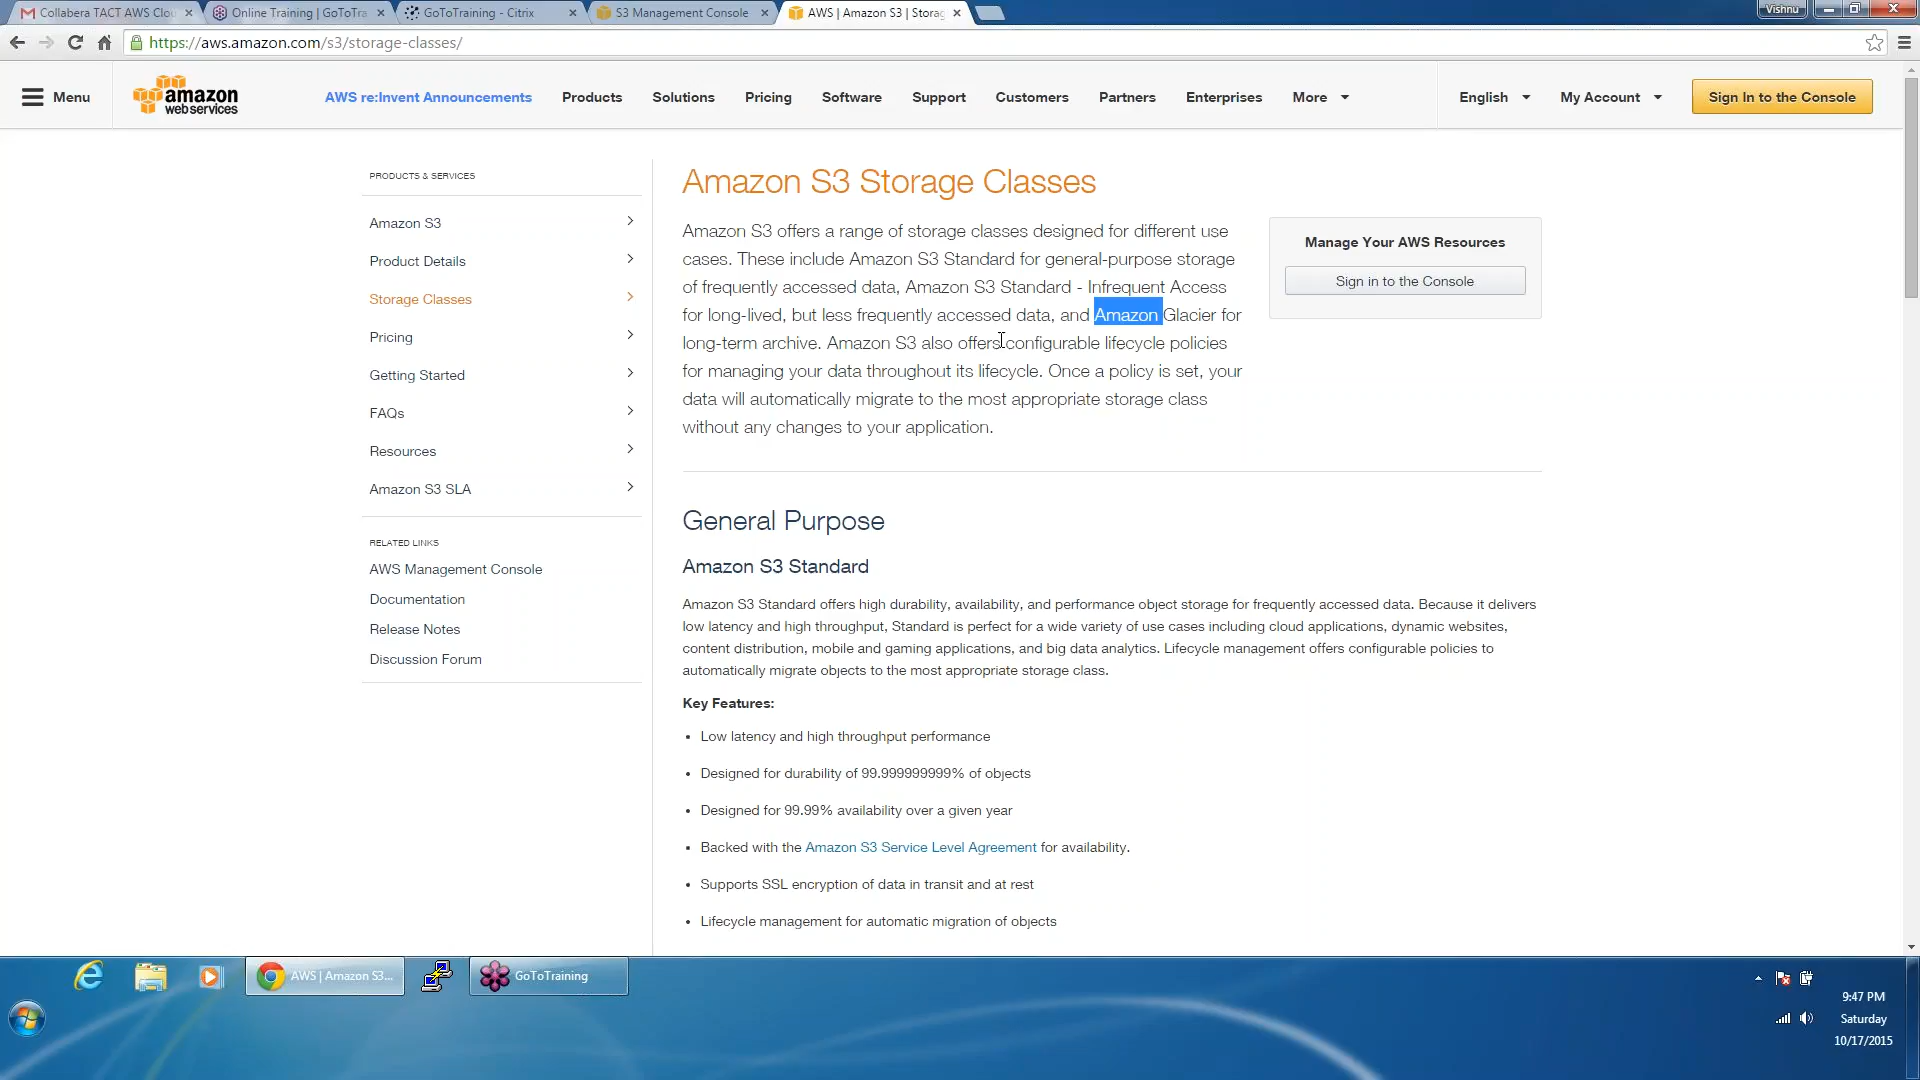 Collabera TACT AWS Clou
Online Training | GoToTra
GoToTraining - Citrix
S3 Management Console
AWS | Amazon S3 | Storag
Vishnu
https://aws.amazon.com/s3/storage-classes/
Menu
amazon
web services
AWS re:Invent Announcements
Products
Solutions
Pricing
Software
Support
Customers
Partners
Enterprises
More
English
My Account
Sign In to the Console
PRODUCTS & SERVICES
Amazon S3
Product Details
Storage Classes
Pricing
Getting Started
FAQs
Resources
Amazon S3 SLA
RELATED LINKS
AWS Management Console
Documentation
Release Notes
Discussion Forum
Amazon S3 Storage Classes
Amazon S3 offers a range of storage classes designed for different use
cases. These include Amazon S3 Standard for general-purpose storage
of frequently accessed data, Amazon S3 Standard - Infrequent Access
for long-lived, but less frequently accessed data, and Amazon Glacier for
long-term archive. Amazon S3 also offers configurable lifecycle policies
for managing your data throughout its lifecycle. Once a policy is set, your
data will automatically migrate to the most appropriate storage class
without any changes to your application.
Manage Your AWS Resources
Sign in to the Console
General Purpose
Amazon S3 Standard
Amazon S3 Standard offers high durability, availability, and performance object storage for frequently accessed data. Because it delivers
low latency and high throughput, Standard is perfect for a wide variety of use cases including cloud applications, dynamic websites,
content distribution, mobile and gaming applications, and big data analytics. Lifecycle management offers configurable policies to
automatically migrate objects to the most appropriate storage class.
Key Features:
• Low latency and high throughput performance
• Designed for durability of 99.999999999% of objects
• Designed for 99.99% availability over a given year
• Backed with the Amazon S3 Service Level Agreement for availability.
• Supports SSL encryption of data in transit and at rest
• Lifecycle management for automatic migration of objects
AWS | Amazon S3...
GoToTraining
9:47 PM
Saturday
10/17/2015